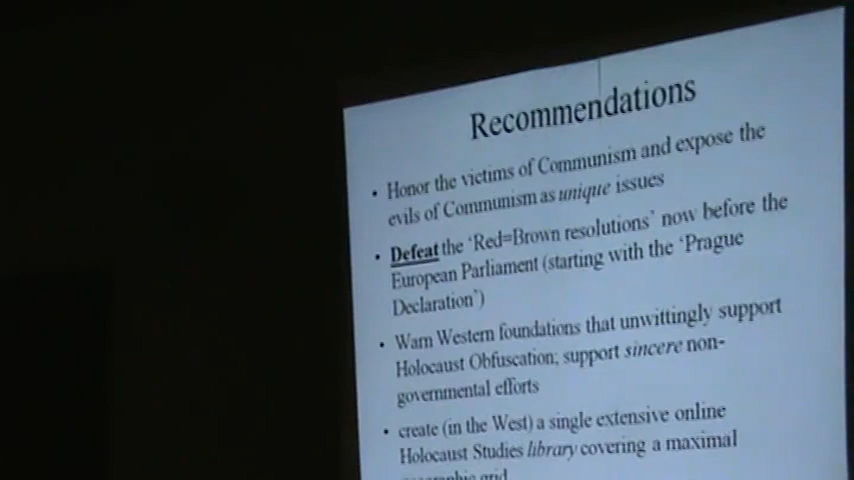 Recommendations
• Honor the victims of Communism and expose the
evils of Communism as unique issues
• Defeat the ‘Red=Brown resolutions’ now before the
European Parliament (starting with the ‘Prague
Declaration’)
• Warn Western foundations that unwittingly support
Holocaust Obfuscation; support sincere non-
governmental efforts
• create (in the West) a single extensive online
Holocaust Studies library covering a maximal
grid